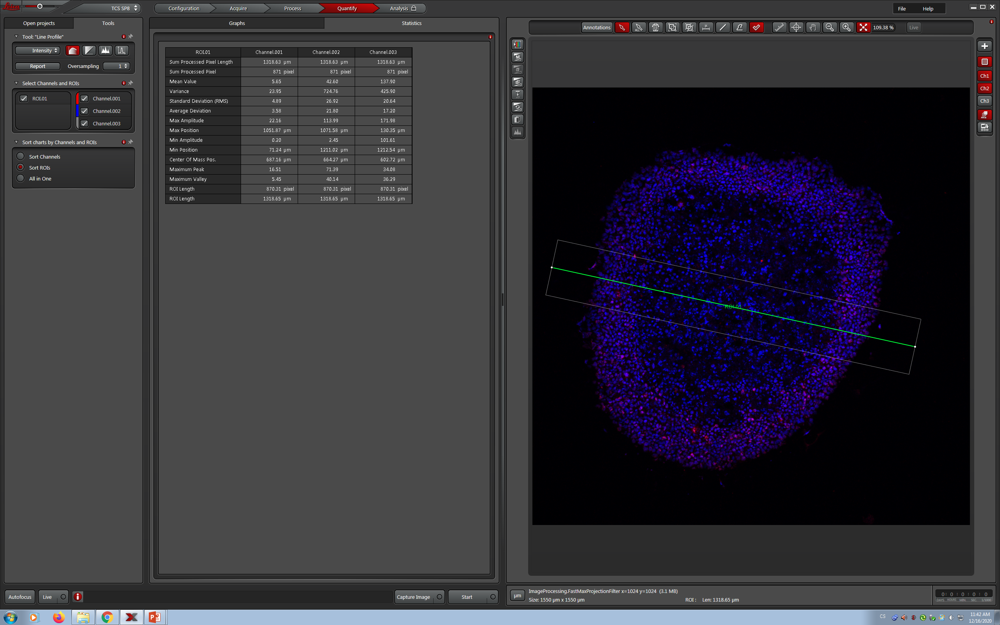 Leica
TCS SP8
Configuration
Acquire
Process
Quantify
Analysis
File
Help
Open projects
Tools
Graphs
Statistics
Annotations
ALL
109.38 %
Live
Tool: "Line Profile"
Intensity
Report
Oversampling
1
Select Channels and ROIs
ROI.01
Channel.001
Channel.002
Channel.003
Sort charts by Channels and ROIs
Sort Channels
Sort ROIs
All in One
ROI.01 Channel.001 Channel.002 Channel.003
Sum Processed Pixel Length 1318.63 µm 1318.63 µm 1318.63 µm
Sum Processed Pixel 871 pixel 871 pixel 871 pixel
Mean Value 5.65 42.60 137.90
Variance 23.95 724.76 425.90
Standard Deviation (RMS) 4.89 26.92 20.64
Average Deviation 3.58 21.80 17.20
Max Amplitude 22.16 113.99 171.98
Max Position 1051.87 µm 1071.58 µm 130.35 µm
Min Amplitude 0.20 2.45 101.61
Min Position 71.24 µm 1211.02 µm 1212.54 µm
Center Of Mass Pos. 687.16 µm 664.27 µm 602.72 µm
Maximum Peak 16.51 71.39 34.08
Maximum Valley 5.45 40.14 36.29
ROI Length 870.31 pixel 870.31 pixel 870.31 pixel
ROI Length 1318.65 µm 1318.65 µm 1318.65 µm
M
ROI.01
Ch1
Ch2
Ch3
MAX
Autofocus
Live
Capture Image
Start
µm
ImageProcessing.FastMaxProjectionFilter x=1024 y=1024 (3.1 MB)
Size: 1550 µm x 1550 µm
ROI : Len: 1318.65 µm
0: 0: 0: 0: 0
DAYS HOURS MIN. SEC. 1/1000
CS
11:42 AM
12/16/2020